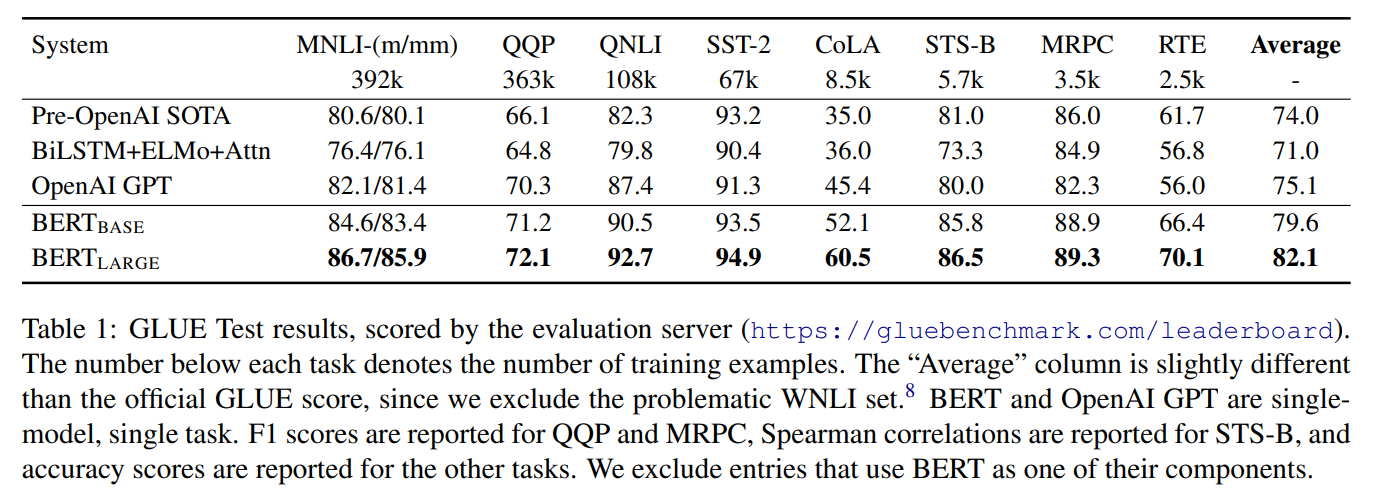 System MNLI-(m/mm) QQP QNLI SST-2 CoLA STS-B MRPC RTE Average
392k 363k 108k 67k 8.5k 5.7k 3.5k 2.5k -
Pre-OpenAI SOTA 80.6/80.1 66.1 82.3 93.2 35.0 81.0 86.0 61.7 74.0
BiLSTM+ELMo+Attn 76.4/76.1 64.8 79.8 90.4 36.0 73.3 84.9 56.8 71.0
OpenAI GPT 82.1/81.4 70.3 87.4 91.3 45.4 80.0 82.3 56.0 75.1
BERTBASE 84.6/83.4 71.2 90.5 93.5 52.1 85.8 88.9 66.4 79.6
BERTLARGE 86.7/85.9 72.1 92.7 94.9 60.5 86.5 89.3 70.1 82.1
Table 1: GLUE Test results, scored by the evaluation server (https://gluebenchmark.com/leaderboard).
The number below each task denotes the number of training examples. The “Average” column is slightly different
than the official GLUE score, since we exclude the problematic WNLI set.8 BERT and OpenAI GPT are single-
model, single task. F1 scores are reported for QQP and MRPC, Spearman correlations are reported for STS-B, and
accuracy scores are reported for the other tasks. We exclude entries that use BERT as one of their components.